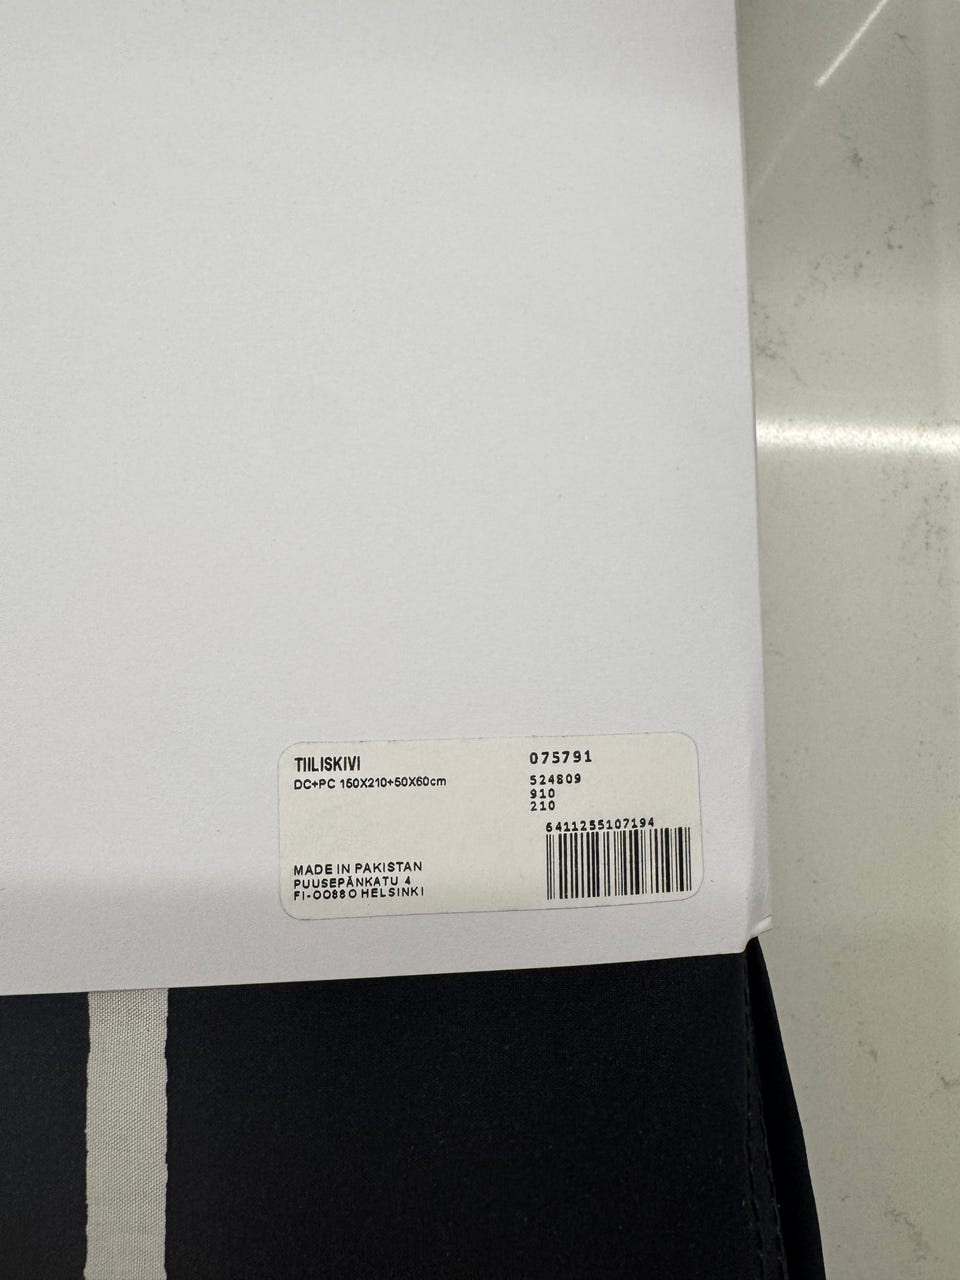 TIILISKIVI
DC+PC 150X210+50X60cm
075791
524809
910
210
6411255107194
MADE IN PAKISTAN
PUUSEPÄNKATU 4
FI-00880 HELSINKI